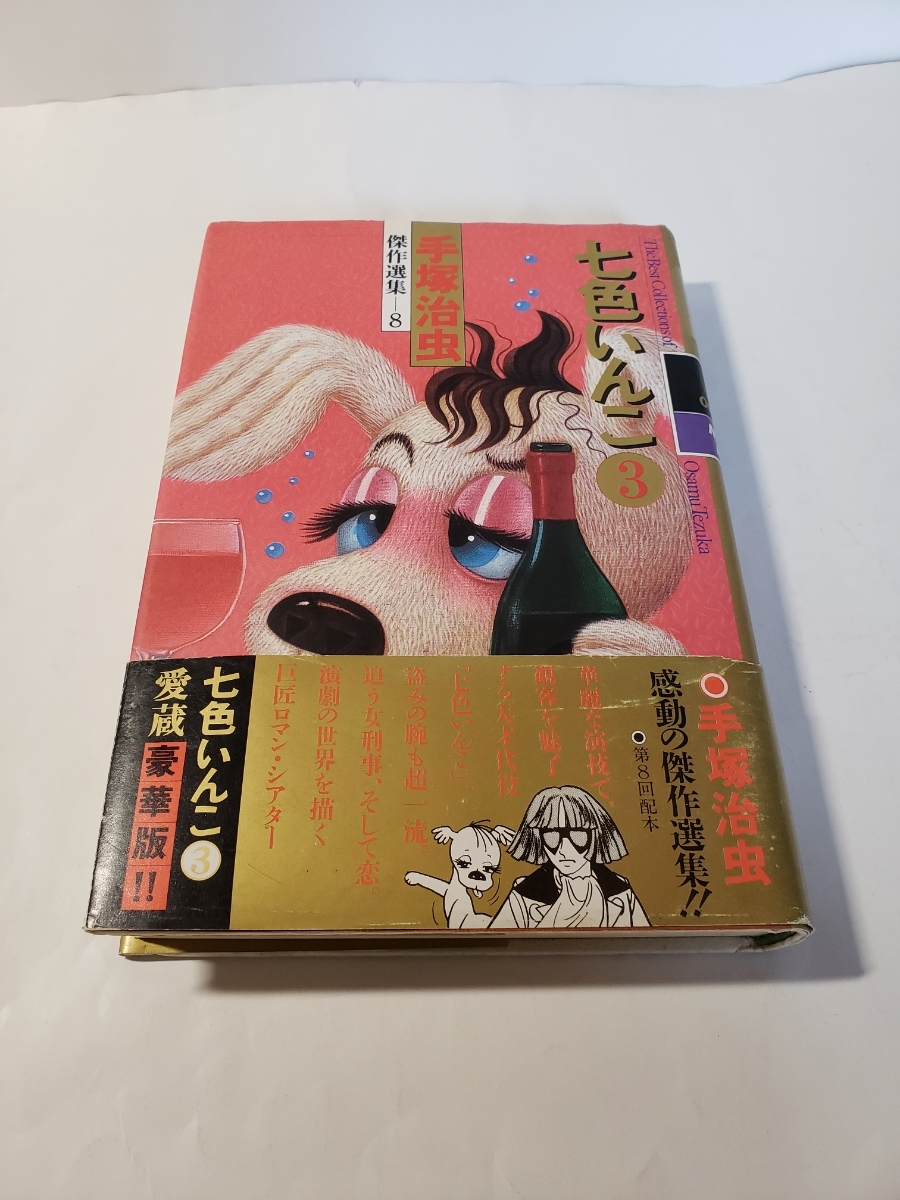 The Best Collections of
Osamu Tezuka
七色いんこ
3
手塚治虫
傑作選集—8
●手塚治虫
感動の傑作選集!!
●第8回配本
華麗な演技で、
観客を魅了
する天才代役
「七色いんこ」
盗みの腕も超一流。
追う女刑事、そして恋。
演劇の世界を描く
巨匠ロマン・シアター
七色いんこ3
愛蔵豪華版!!